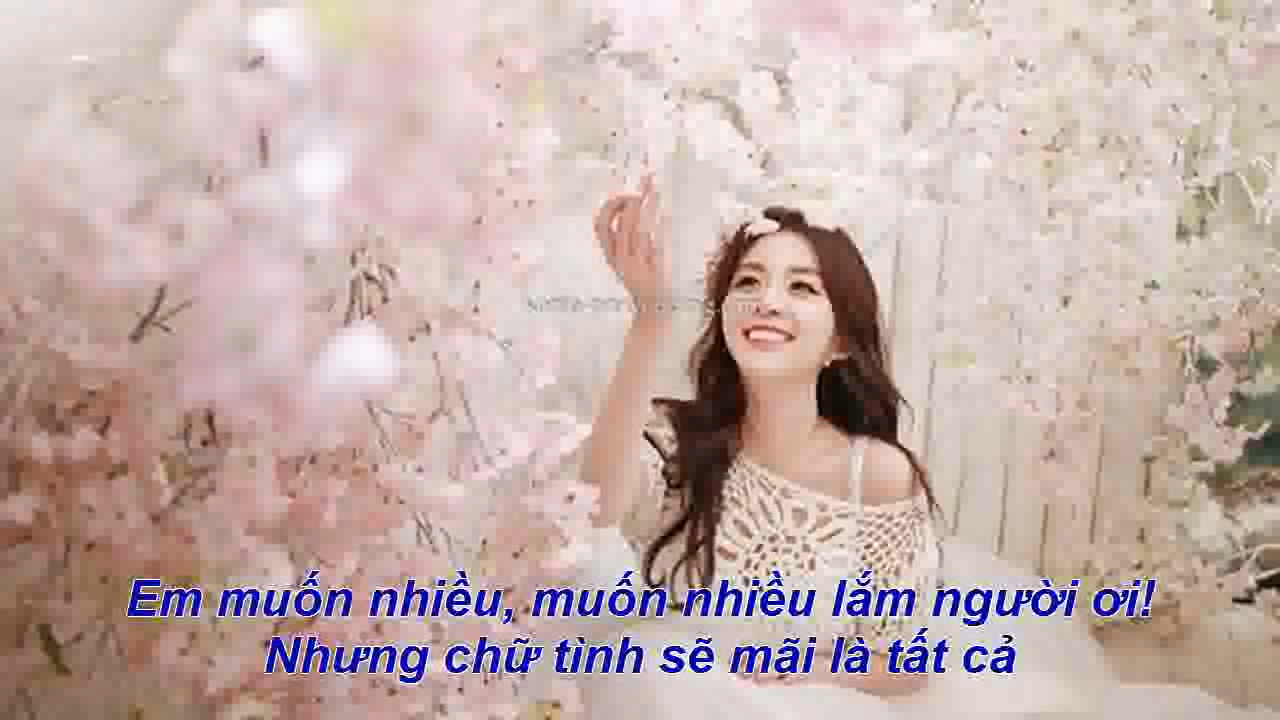 Em muốn nhiều, muốn nhiều lắm người ơi!
Nhưng chữ tình sẽ mãi là tất cả